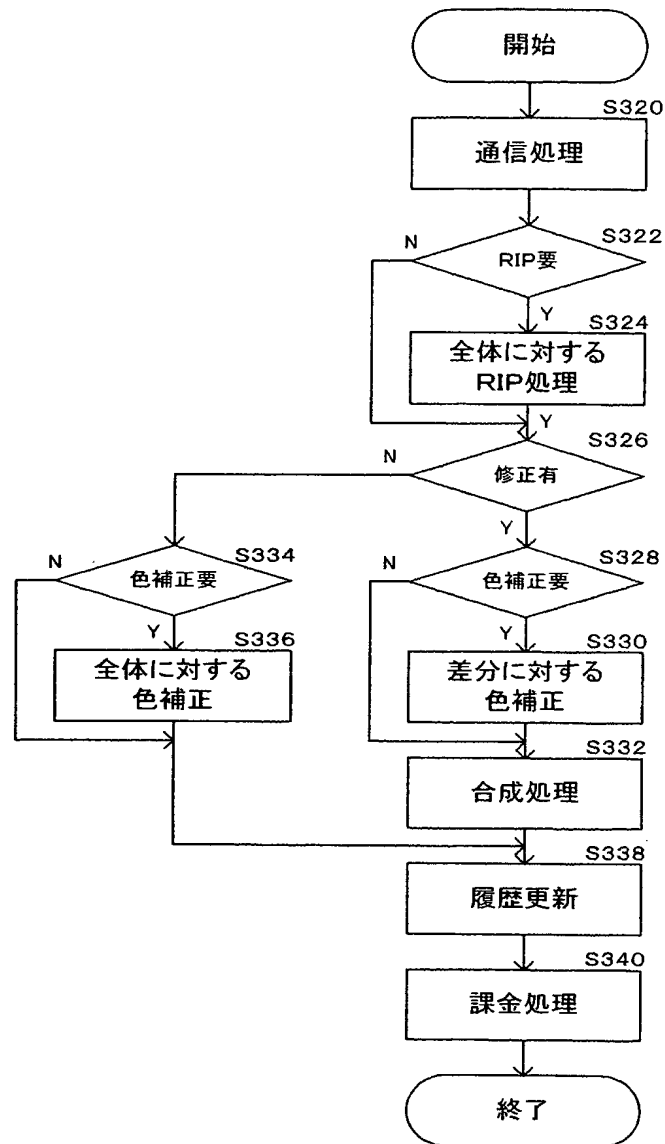 開始
S320
通信処理
S322
N
RIP要
Y
S324
全体に対する
RIP処理
Y
S326
N
修正有
Y
S334
N
色補正要
Y
S336
全体に対する
色補正
S328
N
色補正要
Y
S330
差分に対する
色補正
S332
合成処理
S338
履歴更新
S340
課金処理
終了